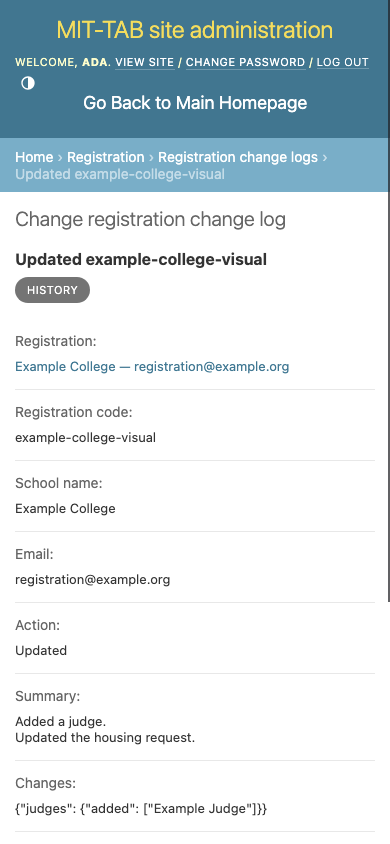 MIT-TAB site administration
WELCOME, ADA. VIEW SITE / CHANGE PASSWORD / LOG OUT
Go Back to Main Homepage
Home › Registration › Registration change logs ›
Updated example-college-visual
Change registration change log
Updated example-college-visual
HISTORY
Registration:
Example College — registration@example.org
Registration code:
example-college-visual
School name:
Example College
Email:
registration@example.org
Action:
Updated
Summary:
Added a judge.
Updated the housing request.
Changes:
{"judges": {"added": ["Example Judge"]}}